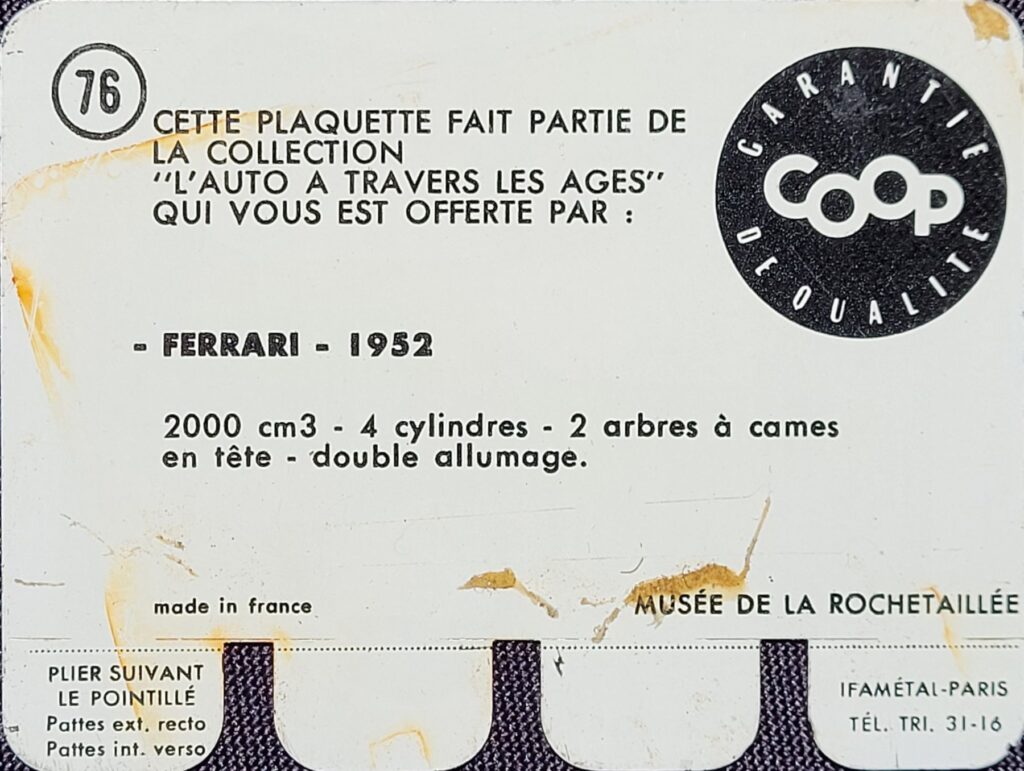 76
CETTE PLAQUETTE FAIT PARTIE DE
LA COLLECTION
"L'AUTO A TRAVERS LES AGES"
QUI VOUS EST OFFERTE PAR :
GARANTIE
COOP
DE QUALITE
- FERRARI - 1952
2000 cm3 - 4 cylindres - 2 arbres à cames
en tête - double allumage.
made in france
MUSÉE DE LA ROCHETAILLÉE
PLIER SUIVANT
LE POINTILLÉ
Pattes ext. recto
Pattes int. verso
IFAMÉTAL-PARIS
TÉL. TRI. 31-16